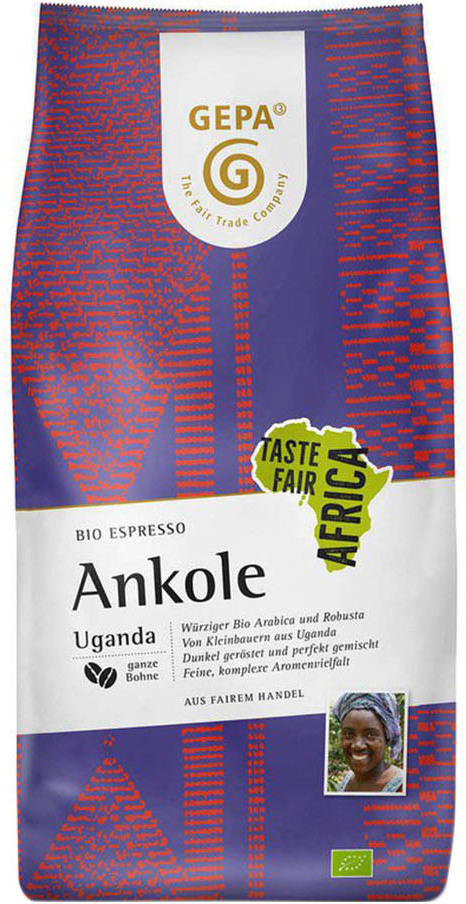 GEPA³
The Fair Trade Company
TASTE
FAIR
AFRICA
BIO ESPRESSO
Ankole
Uganda
ganze
Bohne
Würziger Bio Arabica und Robusta
Von Kleinbauern aus Uganda
Dunkel geröstet und perfekt gemischt
Feine, komplexe Aromenvielfalt
AUS FAIREM HANDEL